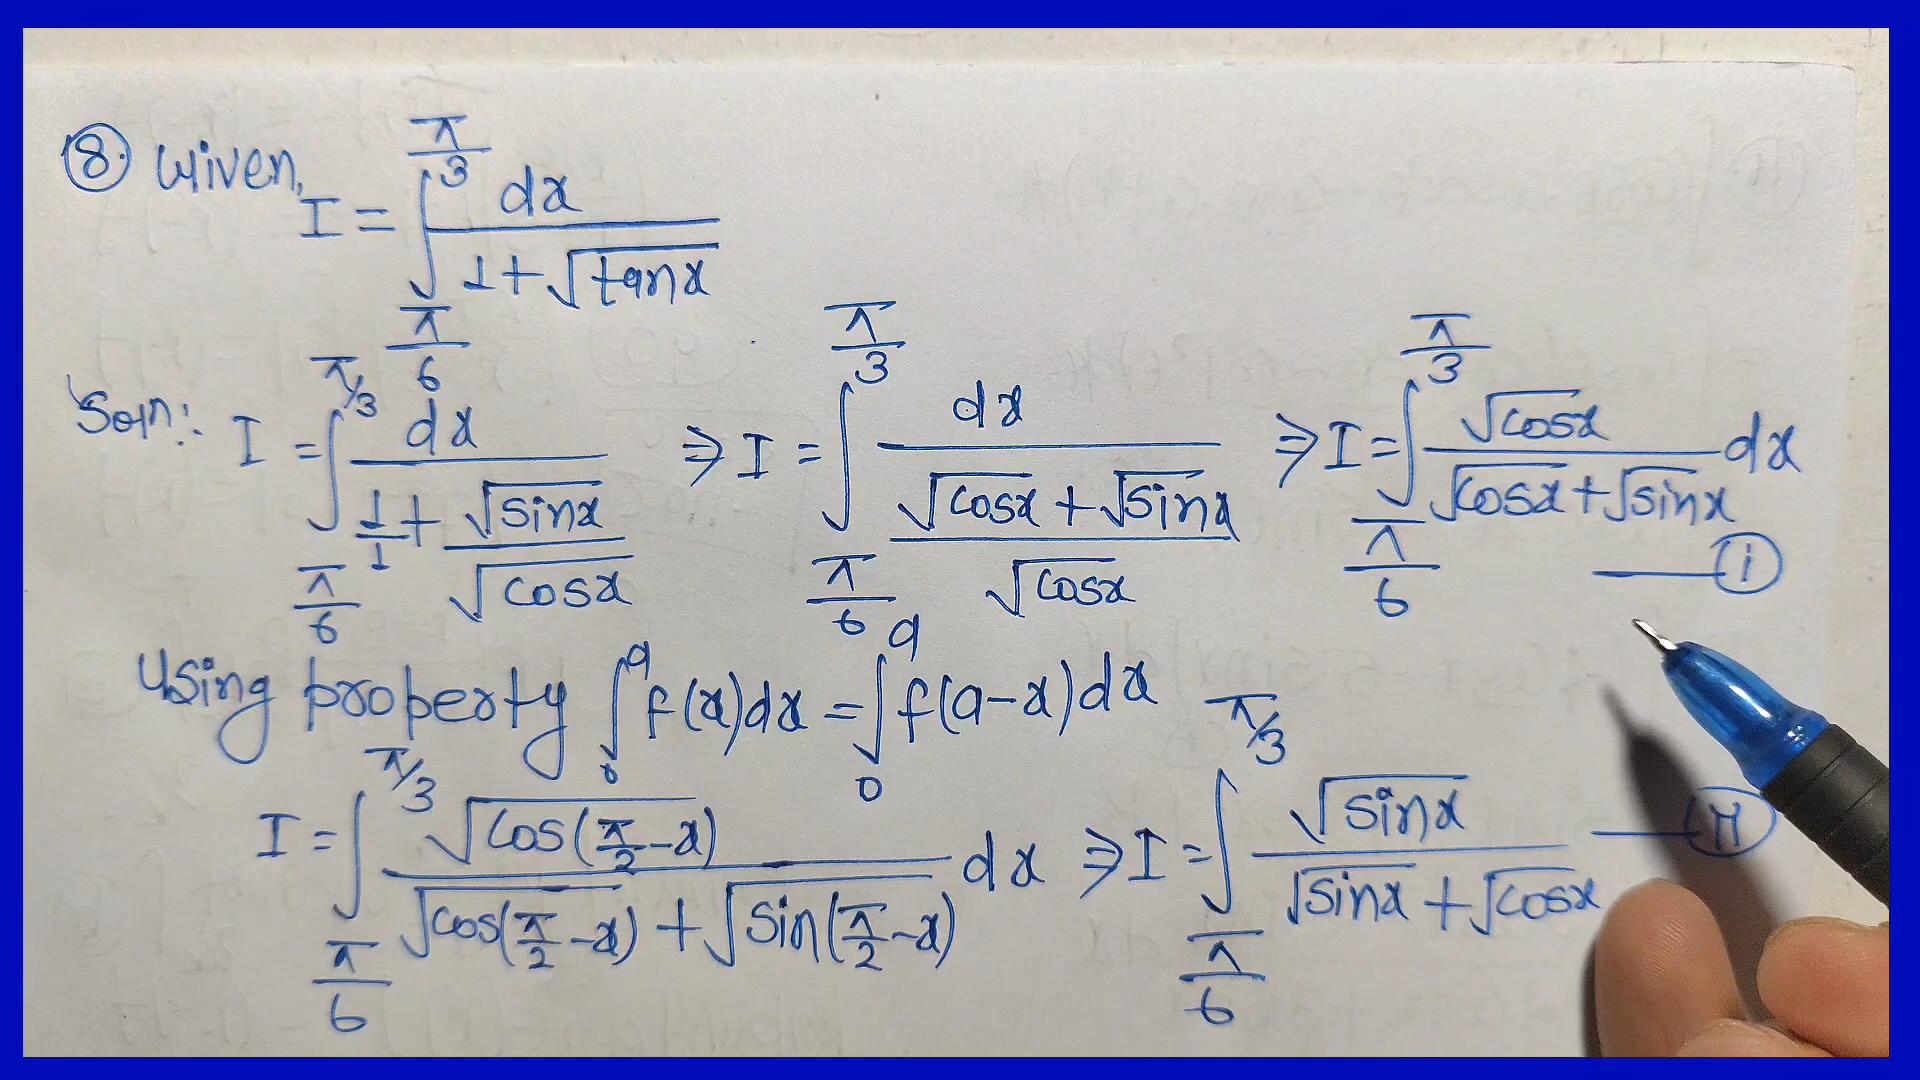 ⑧. Given, I = ∫_{π/6}^{π/3} dx / (1 + √tanx)
Soln: I = ∫_{π/6}^{π/3} dx / (1/1 + √sinx/√cosx) ⇒ I = ∫_{π/6}^{π/3} dx / ((√cosx + √sinx)/√cosx) ⇒ I = ∫_{π/6}^{π/3} √cosx / (√cosx + √sinx) dx —(i)
Using property ∫_0^a f(x)dx = ∫_0^a f(a-x)dx
I = ∫_{π/6}^{π/3} √cos(π/2 -x) / (√cos(π/2 -x) + √sin(π/2 -x)) dx ⇒ I = ∫_{π/6}^{π/3} √sinx / (√sinx + √cosx) —(ii)